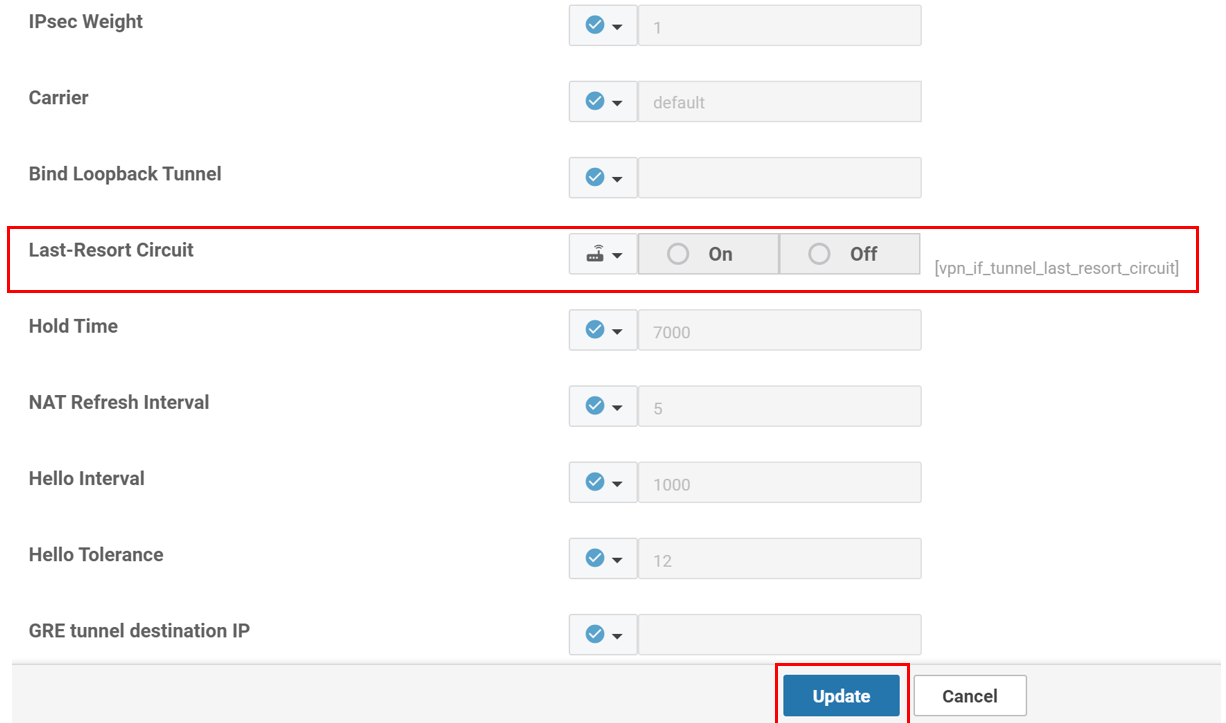 IPsec Weight
1
Carrier
default
Bind Loopback Tunnel
Last-Resort Circuit
On
Off
[vpn_if_tunnel_last_resort_circuit]
Hold Time
7000
NAT Refresh Interval
5
Hello Interval
1000
Hello Tolerance
12
GRE tunnel destination IP
Update
Cancel